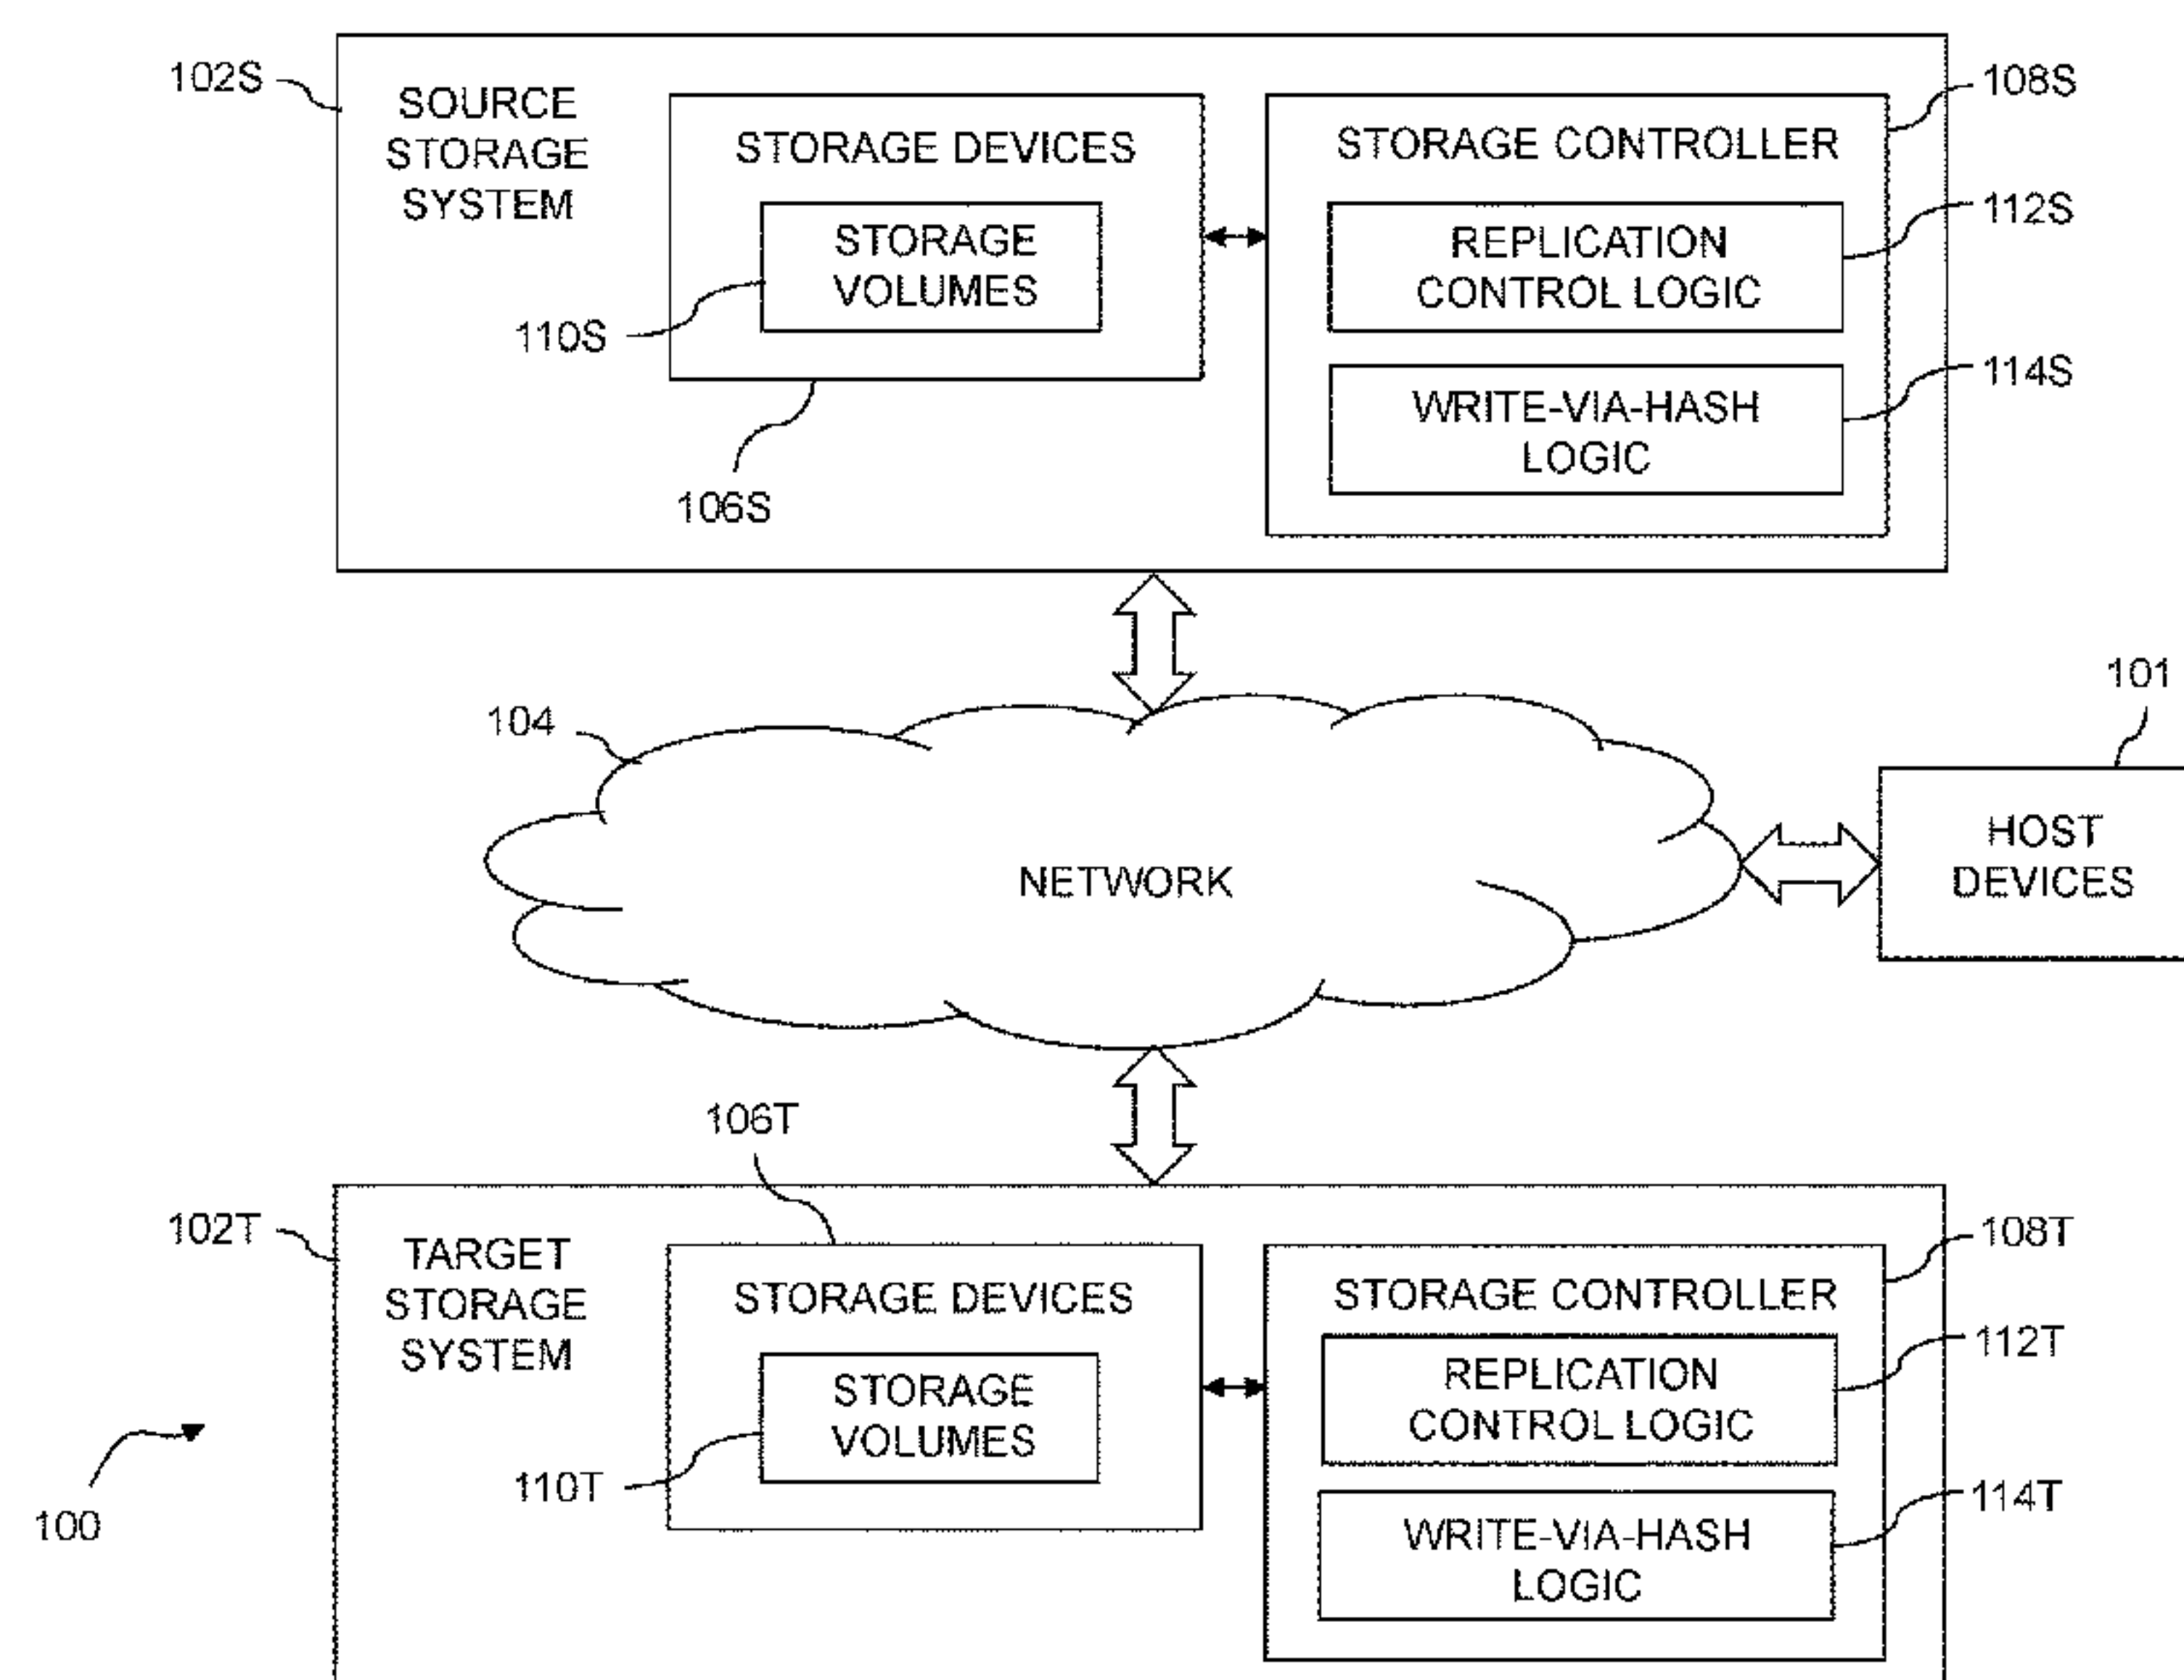 102S
SOURCE
STORAGE
SYSTEM
STORAGE DEVICES
STORAGE
VOLUMES
110S
106S
STORAGE CONTROLLER
108S
REPLICATION
CONTROL LOGIC
112S
WRITE-VIA-HASH
LOGIC
114S
104
NETWORK
101
HOST
DEVICES
106T
102T
TARGET
STORAGE
SYSTEM
STORAGE DEVICES
STORAGE
VOLUMES
110T
STORAGE CONTROLLER
108T
REPLICATION
CONTROL LOGIC
112T
WRITE-VIA-HASH
LOGIC
114T
100